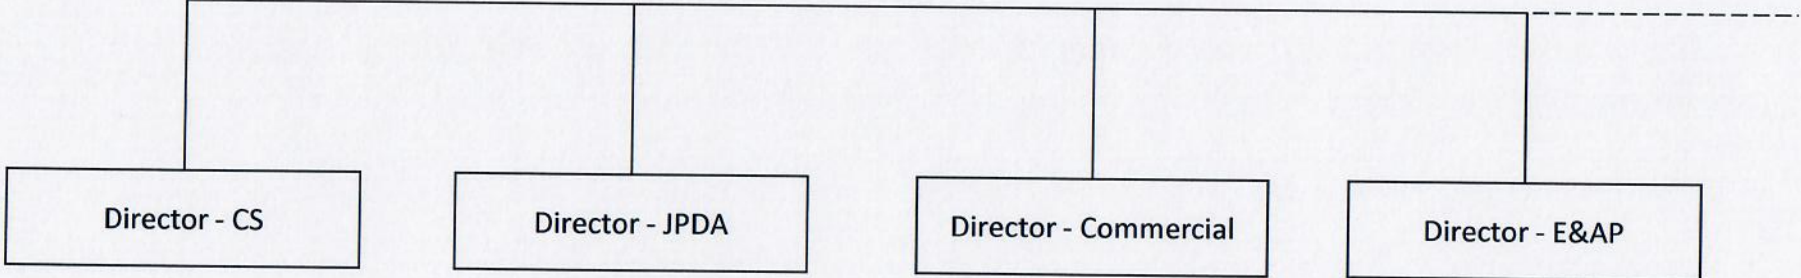 Director - CS
Director - JPDA
Director - Commercial
Director - E&AP